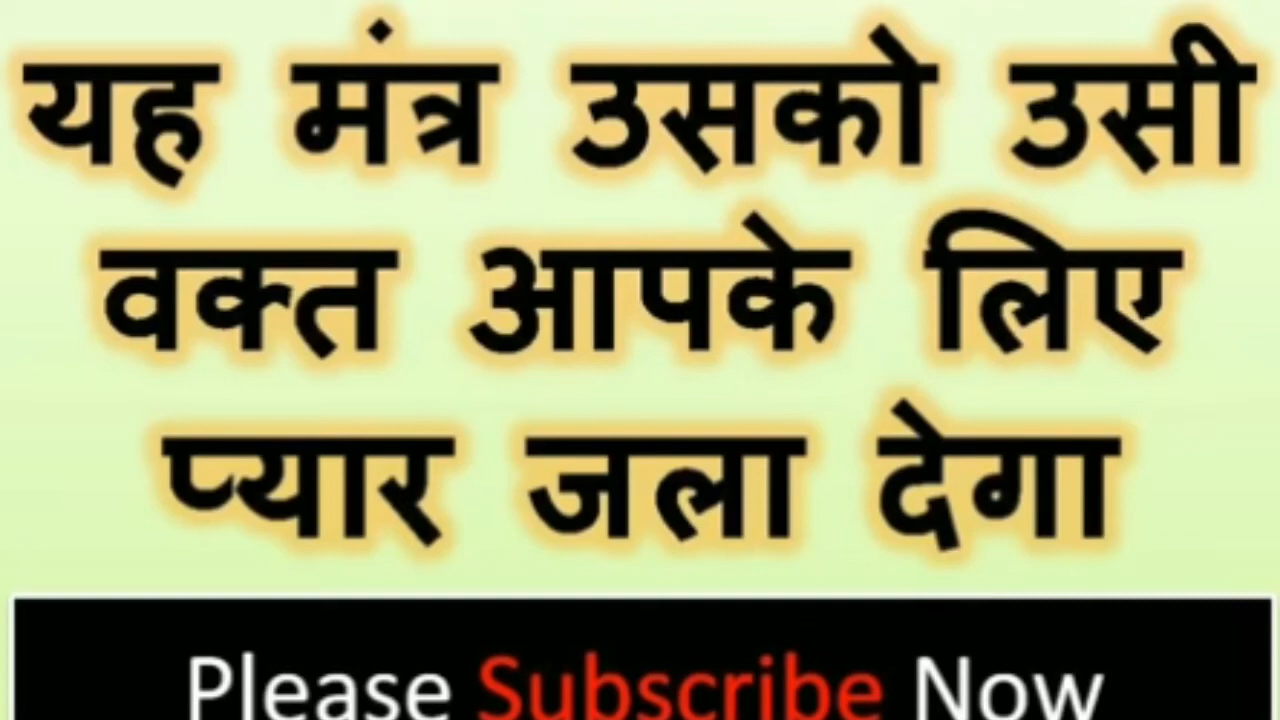 यह मंत्र उसको उसी
वक्त आपके लिए
प्यार जला देगा
Please Subscribe Now